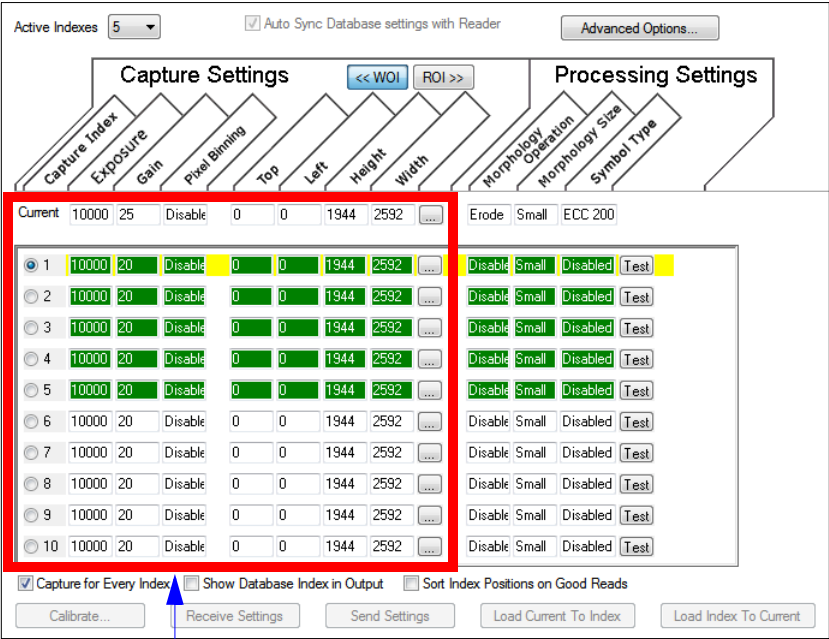 Active Indexes 5 Auto Sync Database settings with Reader Advanced Options...
Capture Settings << WOI ROI >> Processing Settings
Capture Index Exposure Gain Pixel Binning Top Left Height Width Morphology Operation Morphology Size Symbol Type
Current 10000 25 Disable 0 0 1944 2592 ... Erode Small ECC 200
1 10000 20 Disable 0 0 1944 2592 ... Disable Small Disabled Test
2 10000 20 Disable 0 0 1944 2592 ... Disable Small Disabled Test
3 10000 20 Disable 0 0 1944 2592 ... Disable Small Disabled Test
4 10000 20 Disable 0 0 1944 2592 ... Disable Small Disabled Test
5 10000 20 Disable 0 0 1944 2592 ... Disable Small Disabled Test
6 10000 20 Disable 0 0 1944 2592 ... Disable Small Disabled Test
7 10000 20 Disable 0 0 1944 2592 ... Disable Small Disabled Test
8 10000 20 Disable 0 0 1944 2592 ... Disable Small Disabled Test
9 10000 20 Disable 0 0 1944 2592 ... Disable Small Disabled Test
10 10000 20 Disable 0 0 1944 2592 ... Disable Small Disabled Test
Capture for Every Index Show Database Index in Output Sort Index Positions on Good Reads
Calibrate... Receive Settings Send Settings Load Current To Index Load Index To Current